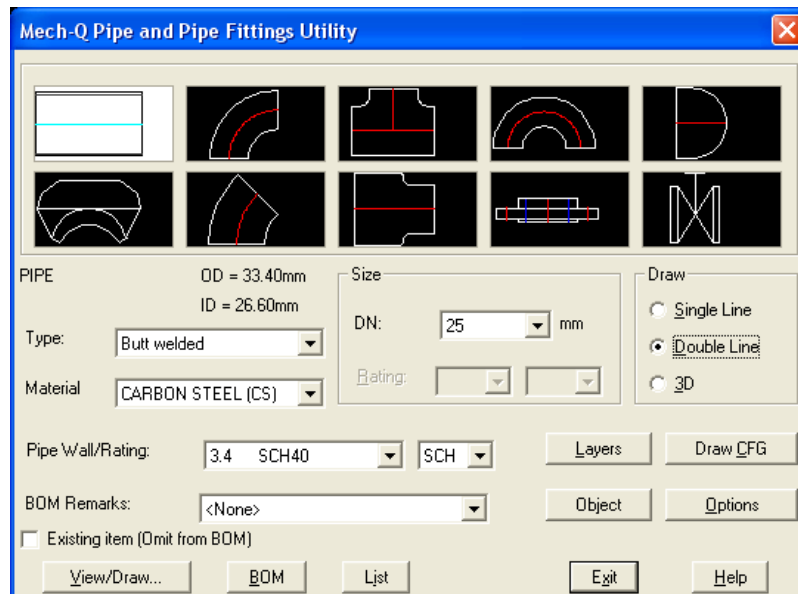 Mech-Q Pipe and Pipe Fittings Utility
PIPE
OD = 33.40mm
ID = 26.60mm
Type:
Butt welded
Material
CARBON STEEL (CS)
Size
DN:
25
mm
Rating:
Draw
Single Line
Double Line
3D
Pipe Wall/Rating:
3.4 SCH40
SCH
Layers
Draw CFG
BOM Remarks:
<None>
Object
Options
Existing item (Omit from BOM)
View/Draw...
BOM
List
Exit
Help